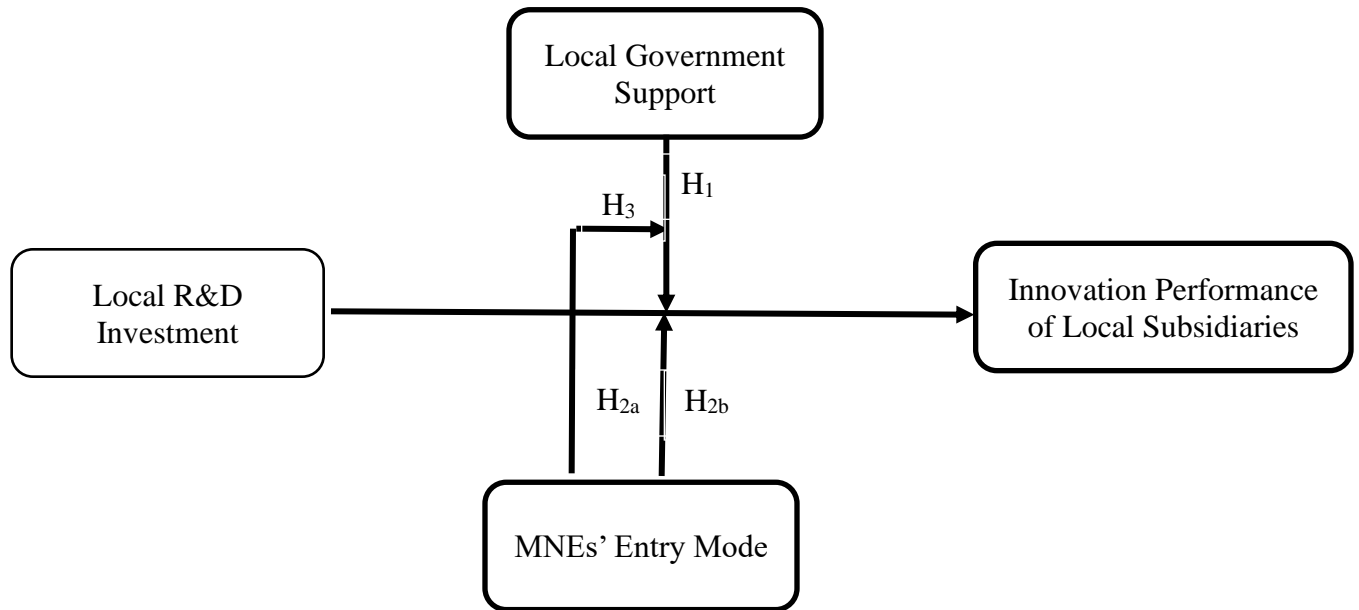 Local Government
Support
H₁
H₃
Local R&D
Investment
Innovation Performance
of Local Subsidiaries
H₂ₐ
H2b
MNEs’ Entry Mode